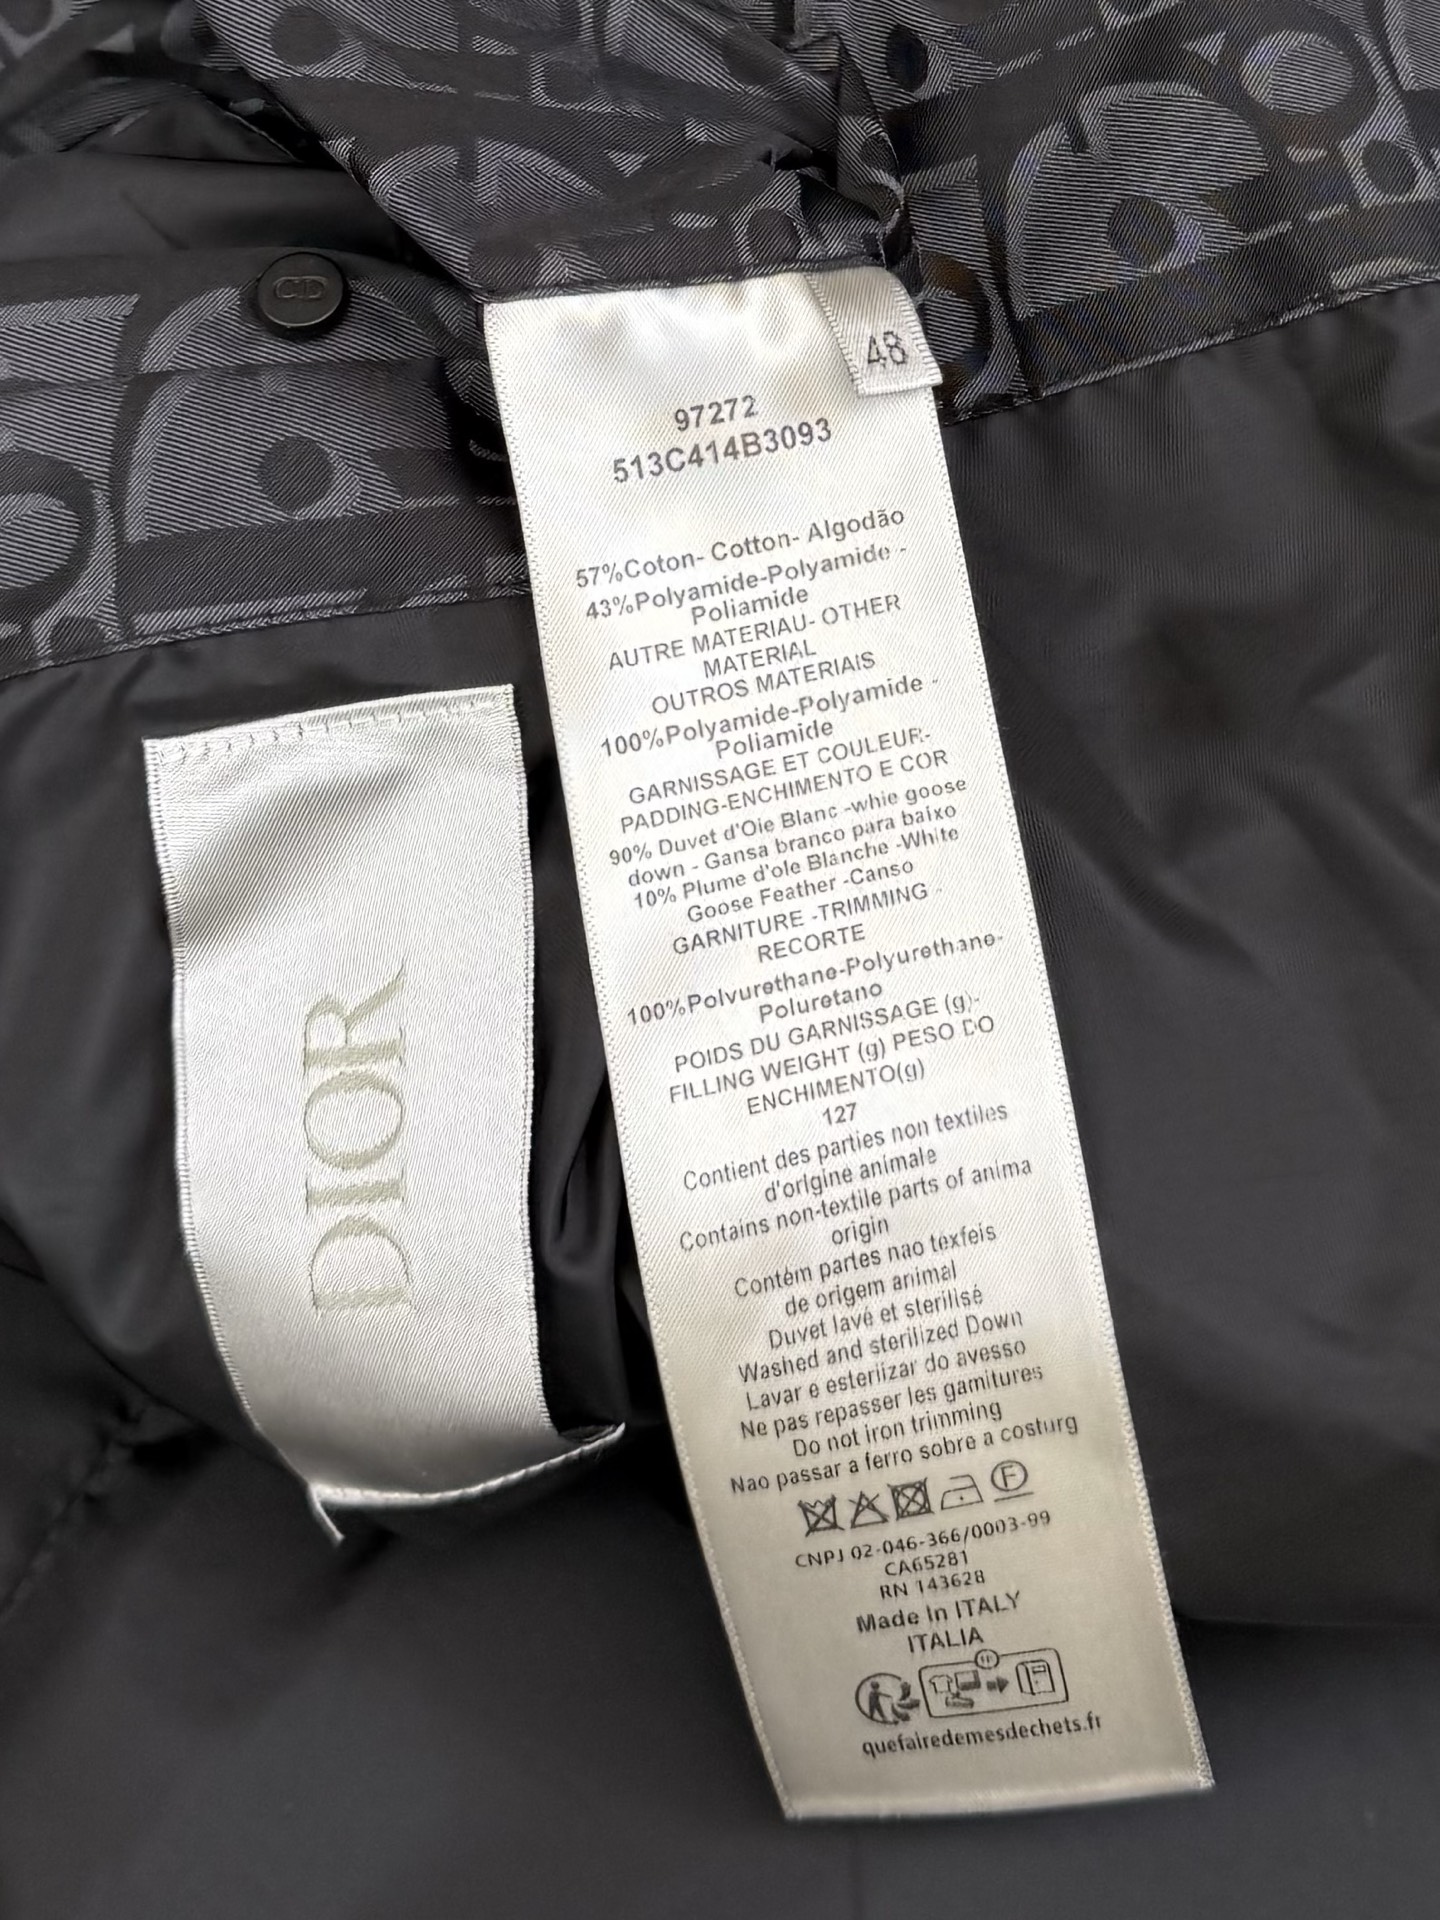 CD
48
97272
513C414B3093
57%Coton- Cotton- Algodão
43%Polyamide-Polyamide -
Poliamide
AUTRE MATERIAU- OTHER
MATERIAL
OUTROS MATERIAIS
100%Polyamide-Polyamide -
Poliamide
GARNISSAGE ET COULEUR-
PADDING-ENCHIMENTO E COR
90% Duvet d'Oie Blanc -whie goose
down - Gansa branco para baixo
10% Plume d'ole Blanche -White
Goose Feather -Canso
GARNITURE -TRIMMING -
RECORTE
100%Polvurethane-Polyurethane-
Poluretano
POIDS DU GARNISSAGE (g)-
FILLING WEIGHT (g) PESO DO
ENCHIMENTO(g)
127
Contient des parties non textiles
d'origine animale
Contains non-textile parts of anima
origin
Contém partes nao texfeis
de origem animal
Duvet lavé et sterilisé
Washed and sterilized Down
Lavar e esteriizar do avesso
Ne pas repasser les gamitures
Do not iron trimming
Nao passar a ferro sobre a costurg
F
CNPJ 02-046-366/0003-99
CA65281
RN 143628
Made In ITALY
ITALIA
quefairedemesdechets.fr
DIOR